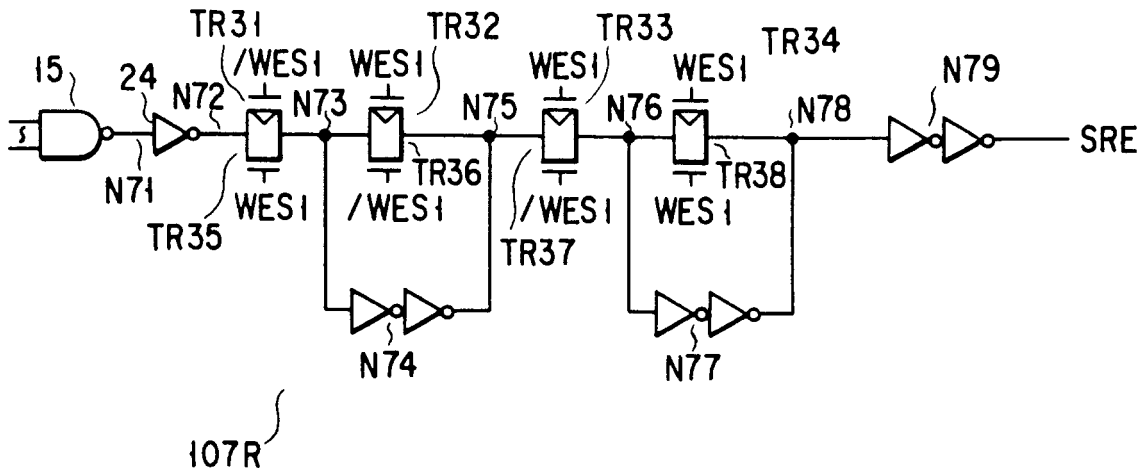 TR31
TR32
TR33
TR34
15
24
N72
/WES1
WES1
WES1
WES1
N79
N73
N75
N76
N78
SRE
N71
TR35
WES1
TR36
/WES1
/WES1
TR37
TR38
WES1
N74
N77
107R